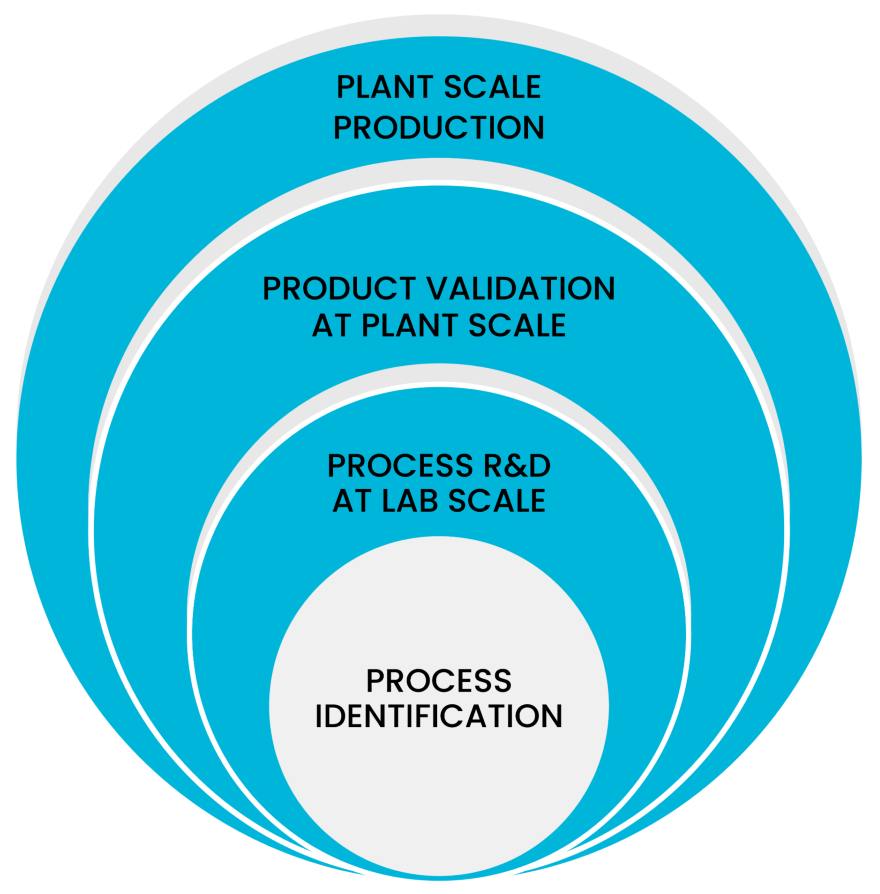 PLANT SCALE
PRODUCTION
PRODUCT VALIDATION
AT PLANT SCALE
PROCESS R&D
AT LAB SCALE
PROCESS
IDENTIFICATION